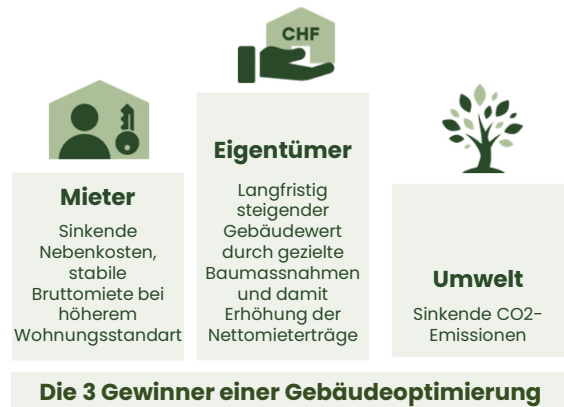 CHF
Mieter
Sinkende
Nebenkosten,
stabile
Bruttomiete bei
höherem
Wohnungsstandart
Eigentümer
Langfristig
steigender
Gebäudewert
durch gezielte
Baumassnahmen
und damit
Erhöhung der
Nettomieterträge
Umwelt
Sinkende CO2-
Emissionen
Die 3 Gewinner einer Gebäudeoptimierung